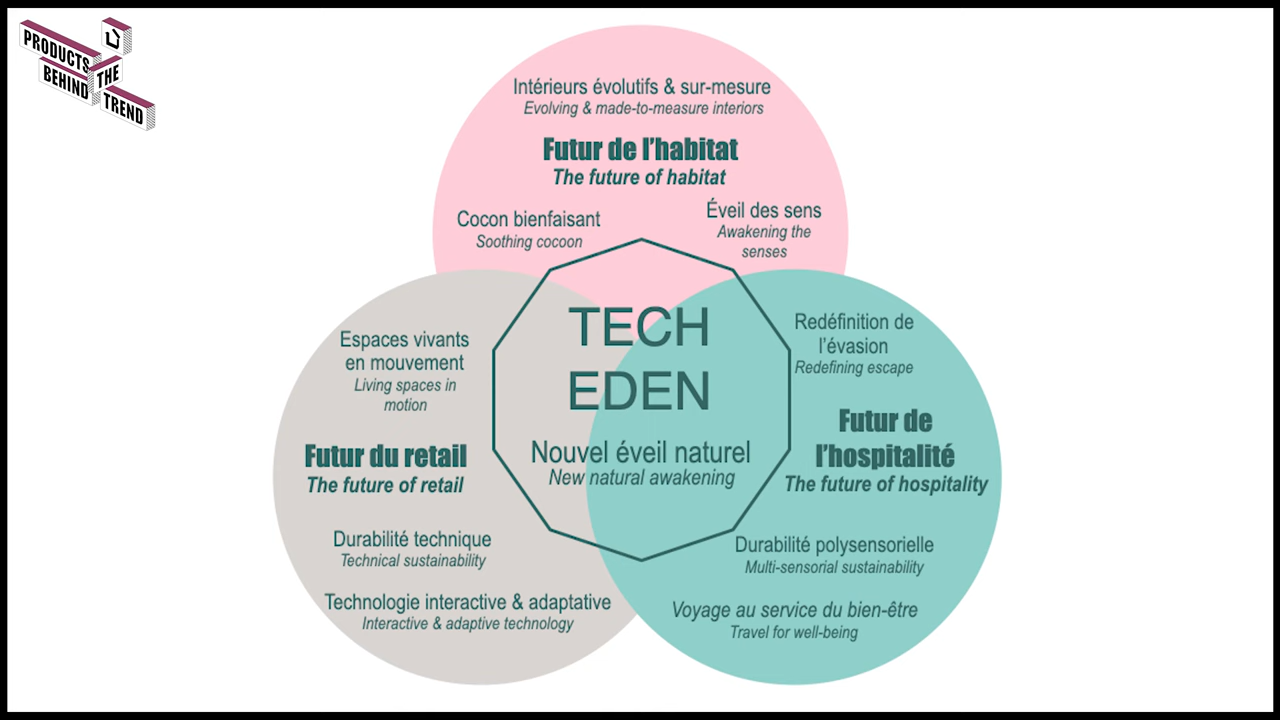 PRODUCTS
BEHIND
THE
TREND
Intérieurs évolutifs & sur-mesure
Evolving & made-to-measure interiors
Futur de l'habitat
The future of habitat
Cocon bienfaisant
Soothing cocoon
Éveil des sens
Awakening the
senses
TECH
EDEN
Nouvel éveil naturel
New natural awakening
Espaces vivants
en mouvement
Living spaces in
motion
Futur du retail
The future of retail
Durabilité technique
Technical sustainability
Technologie interactive & adaptative
Interactive & adaptive technology
Redéfinition de
l'évasion
Redefining escape
Futur de
l'hospitalité
The future of hospitality
Durabilité polysensorielle
Multi-sensorial sustainability
Voyage au service du bien-être
Travel for well-being